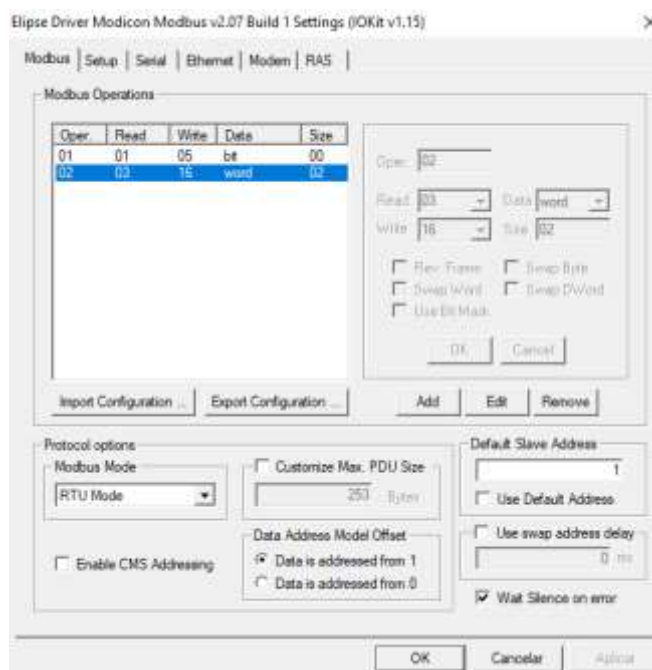 Elipse Driver Modicon Modbus v2.07 Build 1 Settings (IOKit v1.15)
Modbus Setup Serial Ethernet Modem RAS
Modbus Operations
Oper. Read Write Data Size
01 01 05 bit 00
02 03 16 word 02
Oper. 02
Read 03 Data word
Write 16 Size 02
Rev. Frame Swap Byte
Swap Word Swap DWord
Use Bit Mask
OK Cancel
Import Configuration ... Export Configuration ... Add Edit Remove
Protocol options
Modbus Mode
RTU Mode
Customize Max. PDU Size
253 Bytes
Default Slave Address
1
Use Default Address
Enable CMS Addressing
Data Address Model Offset
Data is addressed from 1
Data is addressed from 0
Use swap address delay
0 ms
Wait Silence on error
OK Cancelar Aplicar